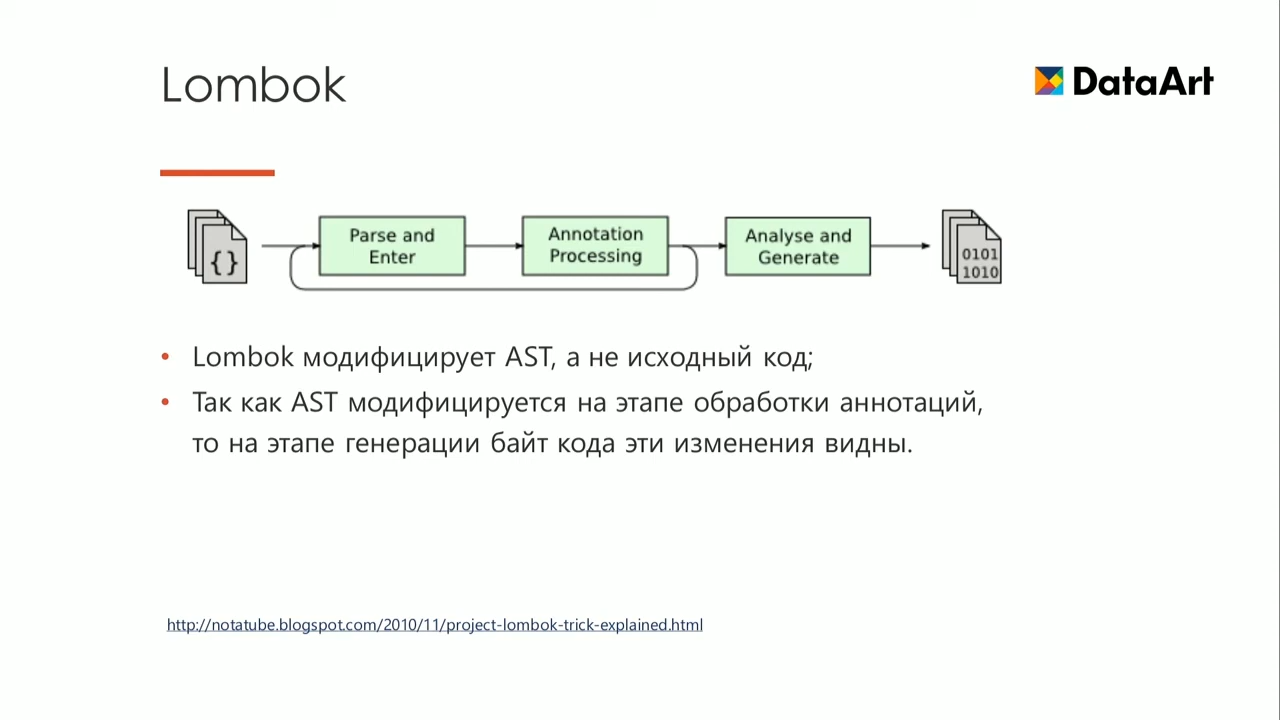 Lombok
DataArt
{}
Parse and
Enter
Annotation
Processing
Analyse and
Generate
0101
1010
• Lombok модифицирует AST, а не исходный код;
• Так как AST модифицируется на этапе обработки аннотаций,
то на этапе генерации байт кода эти изменения видны.
http://notatube.blogspot.com/2010/11/project-lombok-trick-explained.html